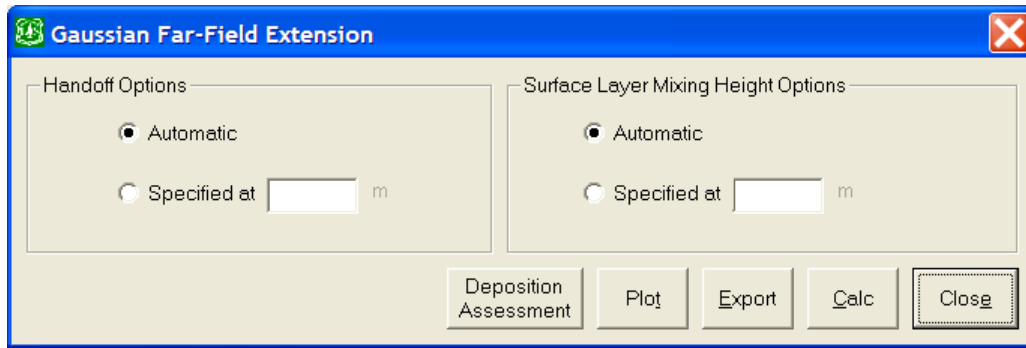 Gaussian Far-Field Extension
Handoff Options
Automatic
Specified at m
Surface Layer Mixing Height Options
Automatic
Specified at m
Deposition
Assessment
Plot
Export
Calc
Close